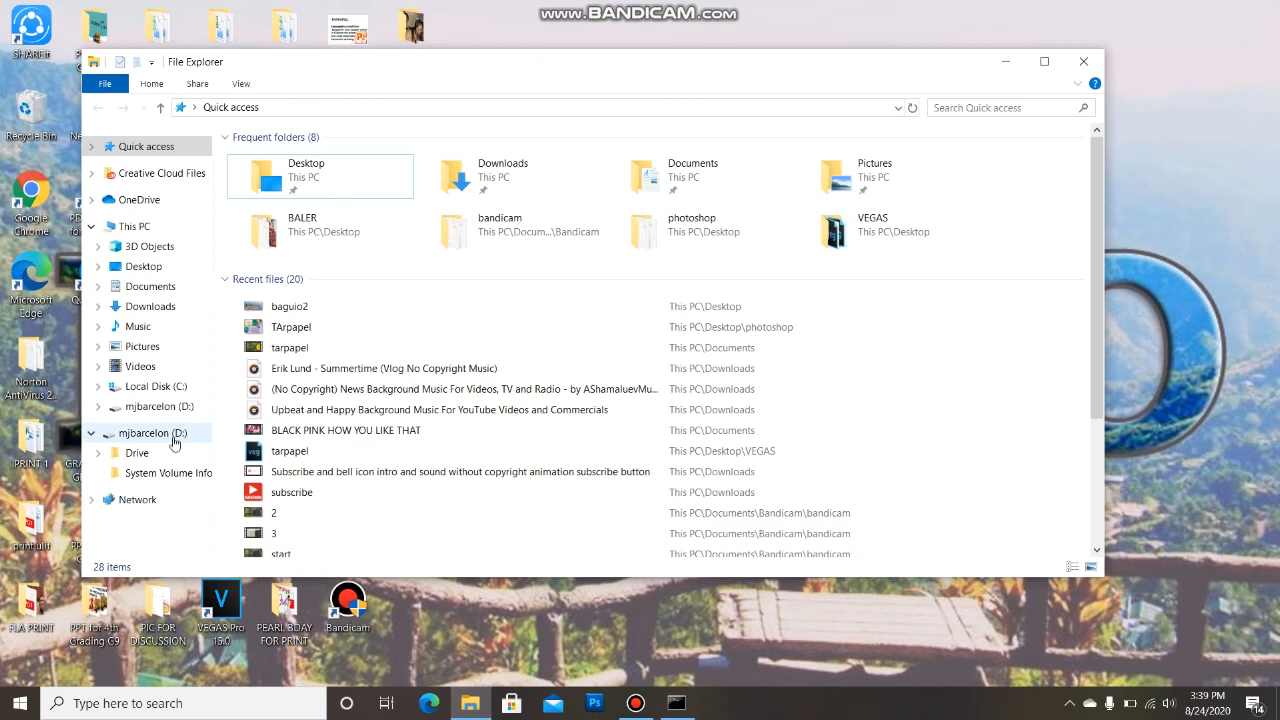 www.BANDICAM.com
SHAREit
File Explorer
File Home Share View
Quick access
Search Quick access
Quick access
Creative Cloud Files
OneDrive
This PC
3D Objects
Desktop
Documents
Downloads
Music
Pictures
Videos
Local Disk (C:)
mjbarcelon (D:)
mjbarcelon (D:)
Drive
System Volume Info
Network
Frequent folders (8)
Desktop
This PC
Downloads
This PC
Documents
This PC
Pictures
This PC
BALER
This PC\Desktop
bandicam
This PC\Docum...\Bandicam
photoshop
This PC\Desktop
VEGAS
This PC\Desktop
Recent files (20)
baguio2 This PC\Desktop
TArpapel This PC\Desktop\photoshop
tarpapel This PC\Documents
Erik Lund - Summertime (Vlog No Copyright Music) This PC\Downloads
(No Copyright) News Background Music For Videos, TV and Radio - by AShamaluevMu... This PC\Downloads
Upbeat and Happy Background Music For YouTube Videos and Commercials This PC\Downloads
BLACK PINK HOW YOU LIKE THAT This PC\Documents
tarpapel This PC\Desktop\VEGAS
Subscribe and bell icon intro and sound without copyright animation subscribe button This PC\Downloads
subscribe This PC\Downloads
2 This PC\Documents\Bandicam\bandicam
3 This PC\Documents\Bandicam\bandicam
start This PC\Documents\Bandicam\bandicam
28 items
Recycle Bin
Google
Chrome
Microsoft
Edge
Norton
AntiVirus 2...
PRINT 1
printulit
FLA PRINT
PPT for 4th
Grading G9
PIC FOR
DISCUSSION
VEGAS Pro
15.0
PEARL BDAY
FOR PRINT
Bandicam
Type here to search
3:39 PM
8/24/2020
14